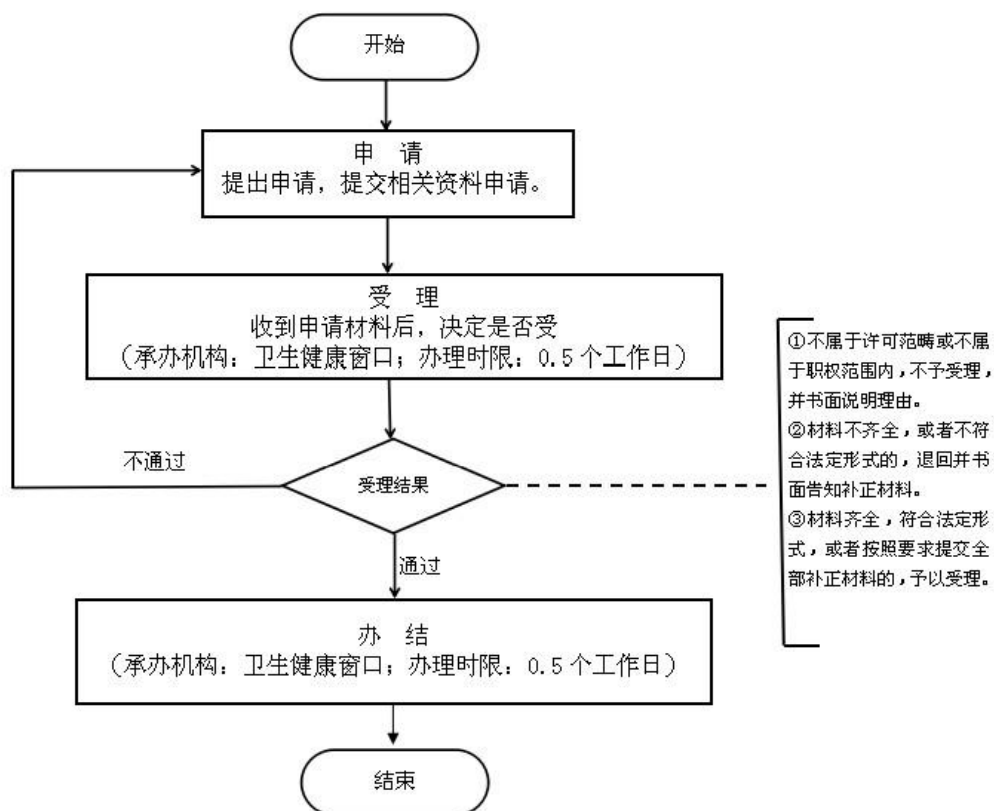 开始
申 请
提出申请，提交相关资料申请。
受 理
收到申请材料后，决定是否受
（承办机构：卫生健康窗口；办理时限：0.5个工作日）
不通过
受理结果
①不属于许可范畴或不属
于职权范围内，不予受理，
并书面说明理由。
②材料不齐全，或者不符
合法定形式的，退回并书
面告知补正材料。
③材料齐全，符合法定形
式，或者按照要求提交全
部补正材料的，予以受理。
通过
办 结
（承办机构：卫生健康窗口；办理时限：0.5个工作日）
结束